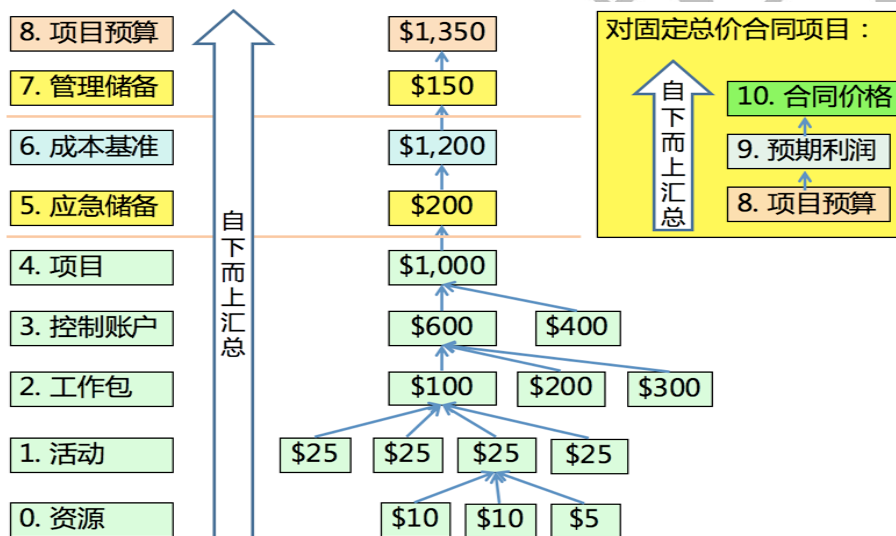 8. 项目预算
$1,350
7. 管理储备
$150
6. 成本基准
$1,200
5. 应急储备
$200
4. 项目
$1,000
3. 控制账户
$600 $400
2. 工作包
$100 $200 $300
1. 活动
$25 $25 $25 $25
0. 资源
$10 $10 $5
自下而上汇总
对固定总价合同项目：
自下而上汇总
10. 合同价格
9. 预期利润
8. 项目预算